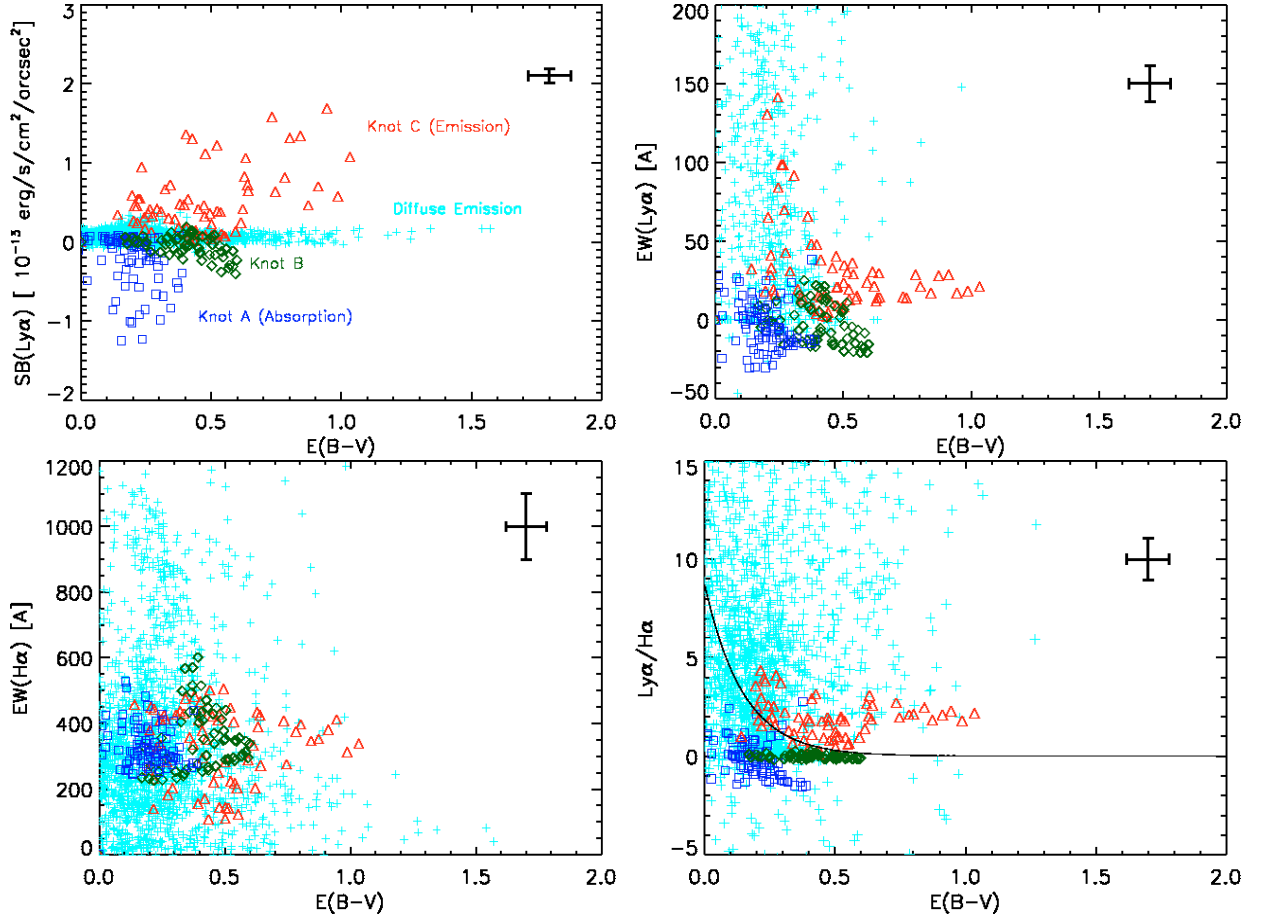 SB(Lyα) [ 10⁻¹³ erg/s/cm²/arcsec²]
2
1
0
−1
−2
Knot C (Emission)
Diffuse Emission
Knot B
Knot A (Absorption)
0.0 0.5 1.0 1.5 2.0
E(B−V)
EW(Lyα) [A]
200
150
100
50
0
−50
0.0 0.5 1.0 1.5 2.0
E(B−V)
EW(Hα) [A]
1200
1000
800
600
400
200
0
0.0 0.5 1.0 1.5 2.0
E(B−V)
Lyα/Hα
15
10
5
0
−5
0.0 0.5 1.0 1.5 2.0
E(B−V)